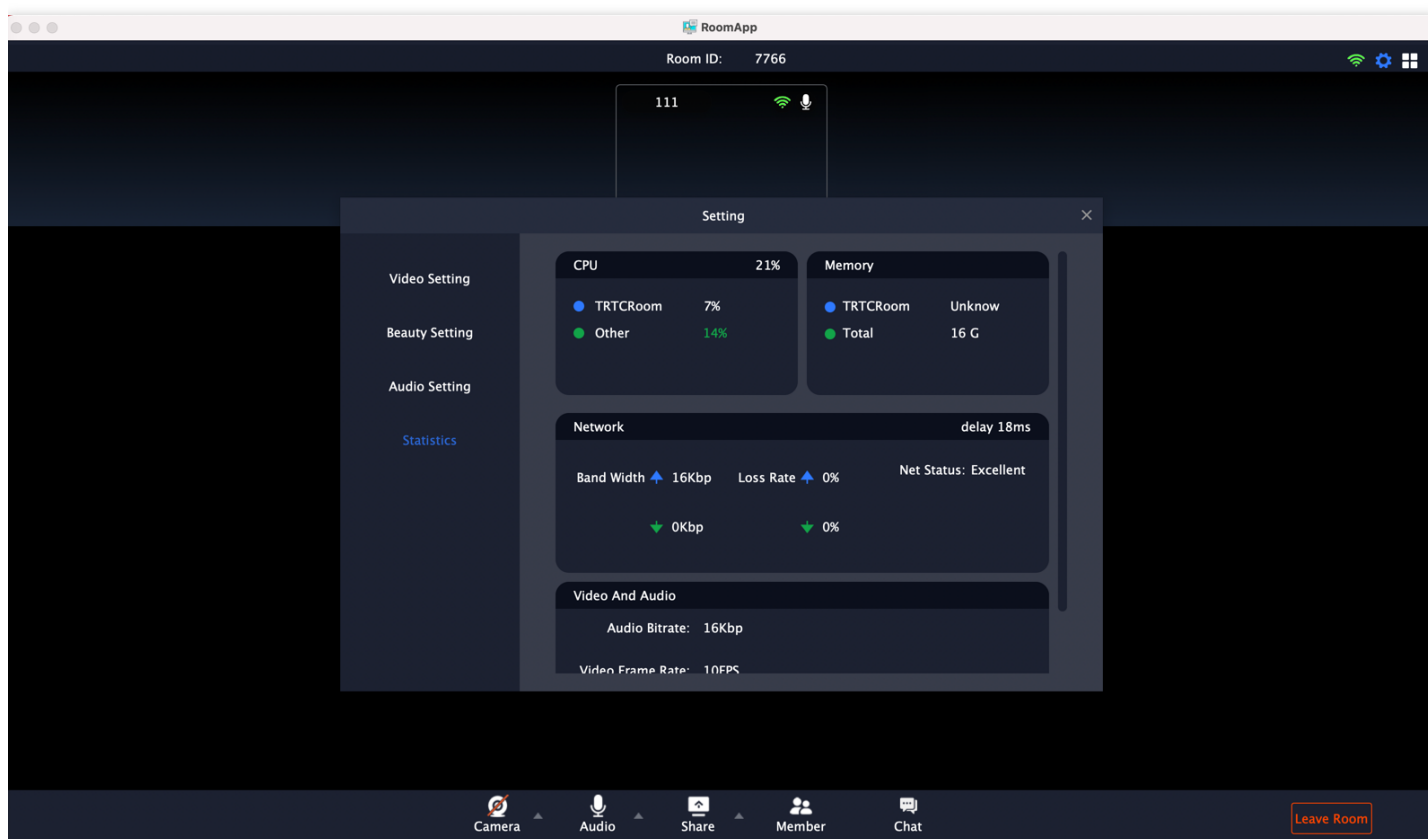 RoomApp
Room ID: 7766
111
Setting
Video Setting
Beauty Setting
Audio Setting
Statistics
CPU 21%
TRTCRoom 7%
Other 14%
Memory
TRTCRoom Unknow
Total 16 G
Network delay 18ms
Band Width 16Kbp Loss Rate 0% Net Status: Excellent
0Kbp 0%
Video And Audio
Audio Bitrate: 16Kbp
Video Frame Rate: 10FPS
Camera Audio Share Member Chat Leave Room